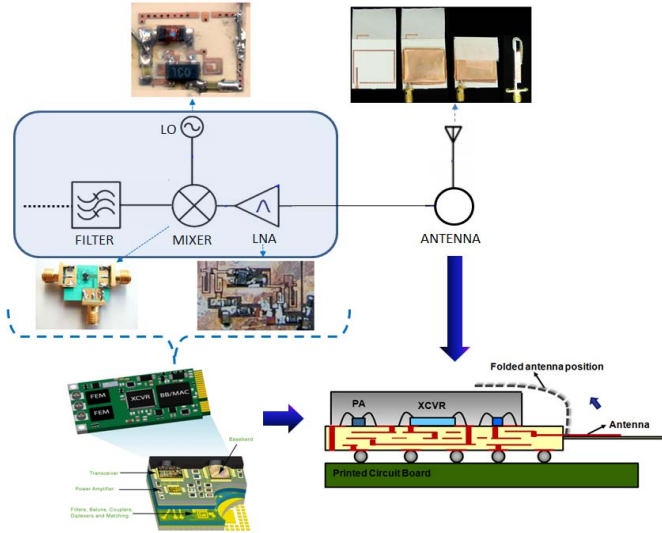 LO
FILTER
MIXER
LNA
ANTENNA
FEM
FEM
XCVR
BB/MAC
Baseband
Transceiver
Power Amplifier
Filters, Baluns, Couplers,
Diplexers and Matching
Folded antenna position
PA
XCVR
Antenna
Printed Circuit Board